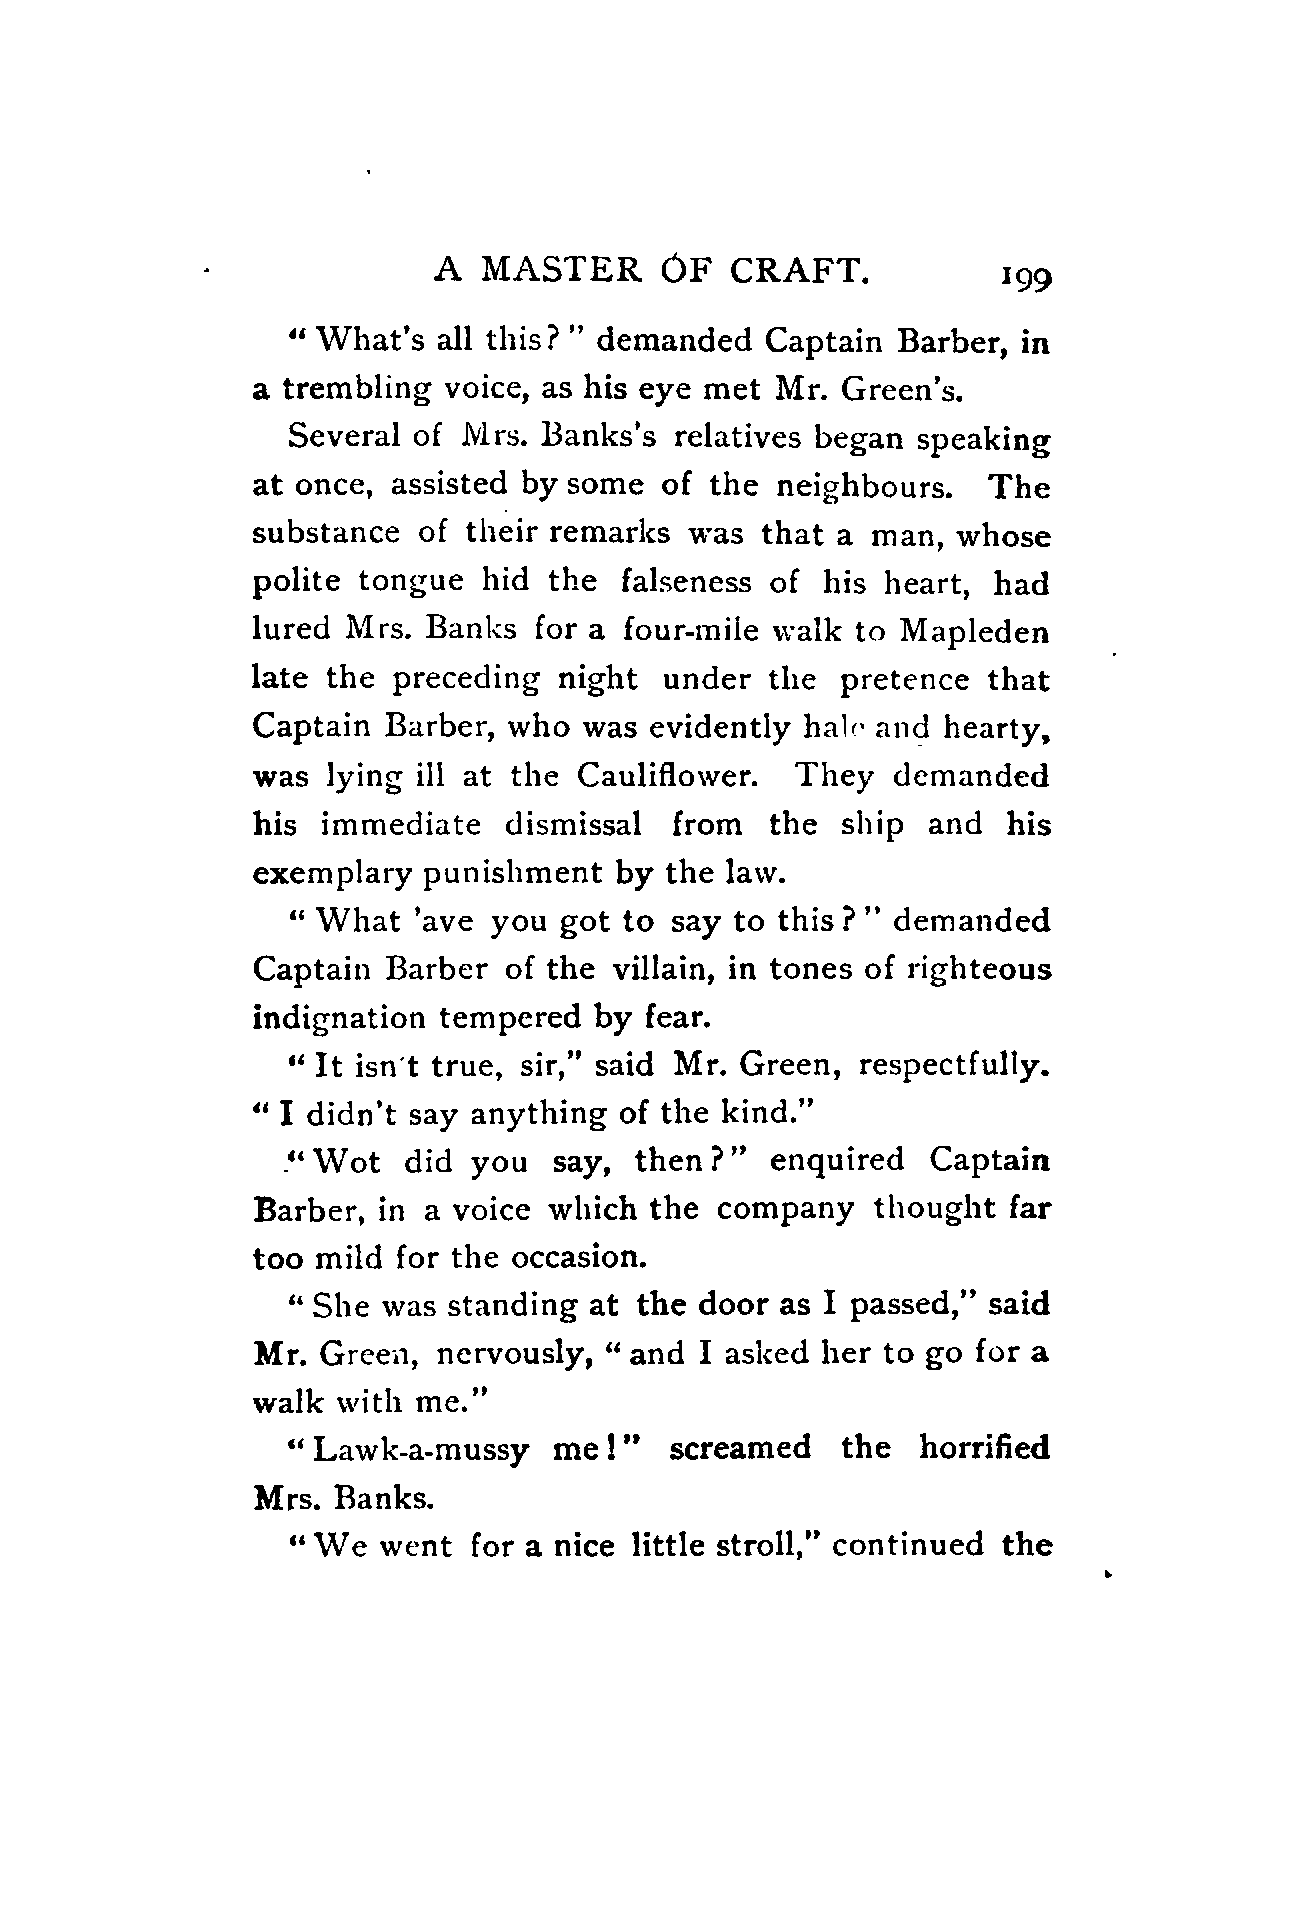 A MASTER OF CRAFT. 199
"What's all this?" demanded Captain Barber, in
a trembling voice, as his eye met Mr. Green's.
Several of Mrs. Banks's relatives began speaking
at once, assisted by some of the neighbours. The
substance of their remarks was that a man, whose
polite tongue hid the falseness of his heart, had
lured Mrs. Banks for a four-mile walk to Mapleden
late the preceding night under the pretence that
Captain Barber, who was evidently hale and hearty,
was lying ill at the Cauliflower. They demanded
his immediate dismissal from the ship and his
exemplary punishment by the law.
"What 'ave you got to say to this?" demanded
Captain Barber of the villain, in tones of righteous
indignation tempered by fear.
"It isn't true, sir," said Mr. Green, respectfully.
"I didn't say anything of the kind."
"Wot did you say, then?" enquired Captain
Barber, in a voice which the company thought far
too mild for the occasion.
"She was standing at the door as I passed," said
Mr. Green, nervously, "and I asked her to go for a
walk with me."
"Lawk-a-mussy me!" screamed the horrified
Mrs. Banks.
"We went for a nice little stroll," continued the